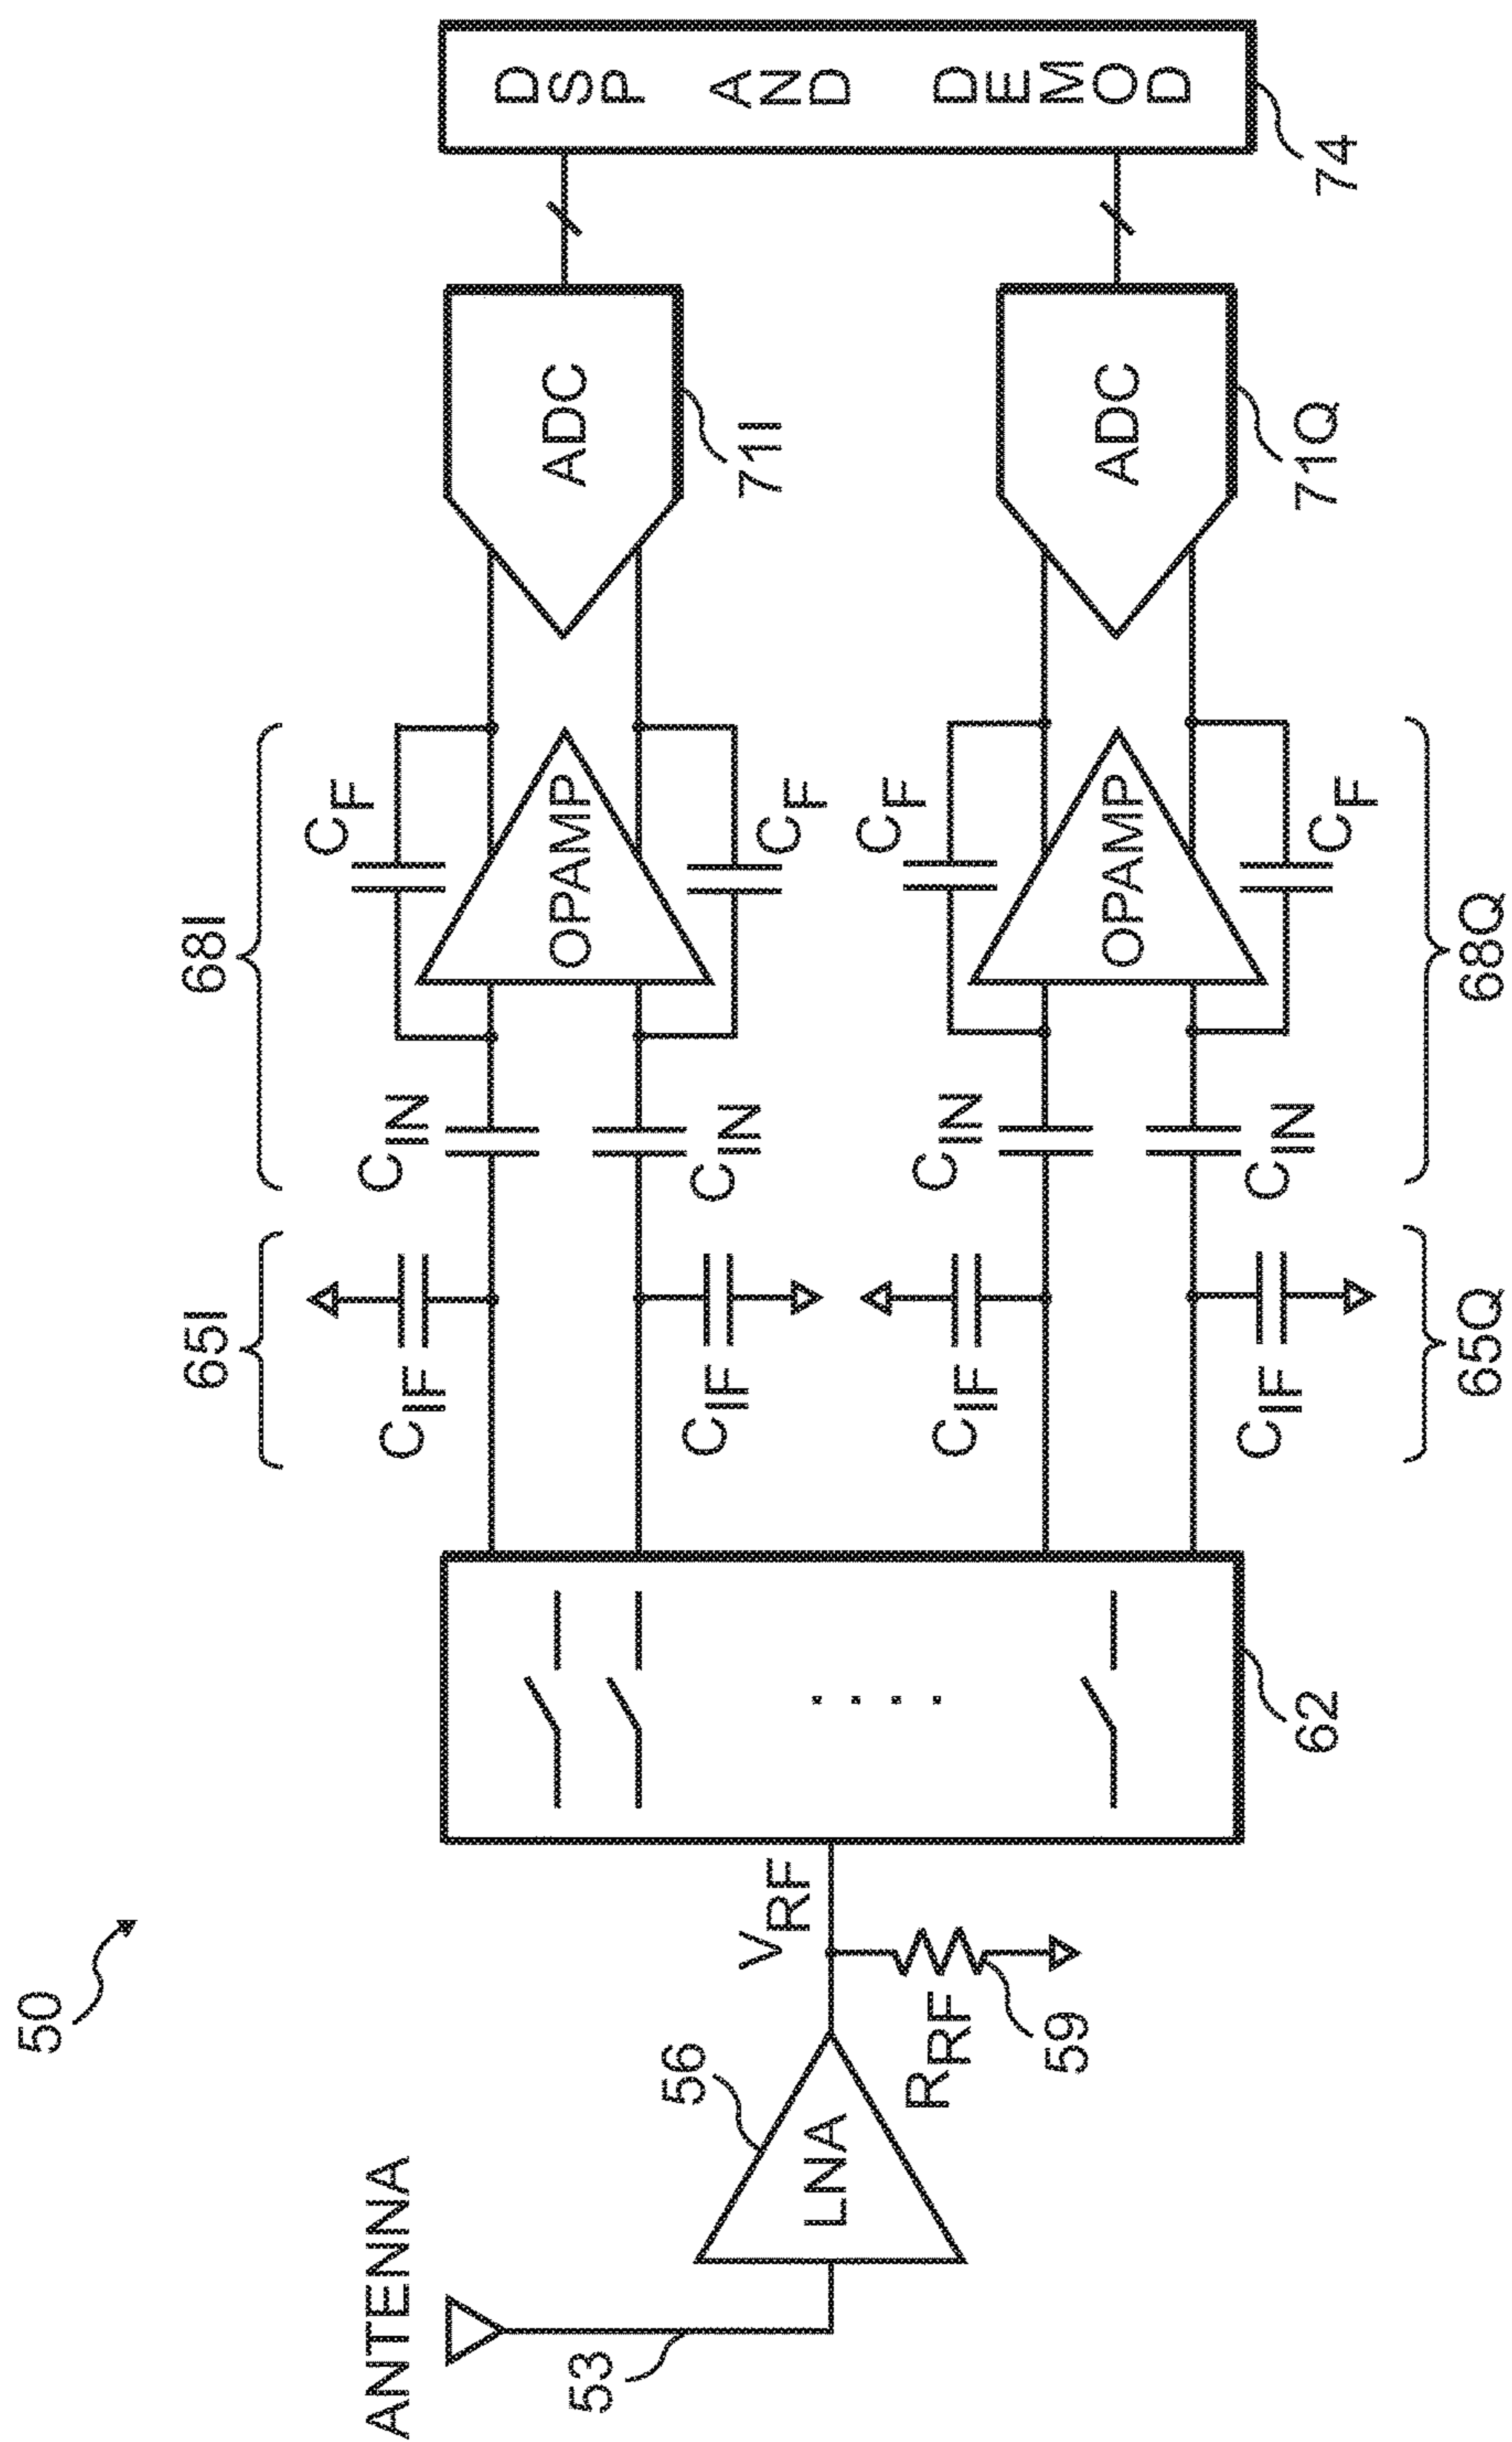 50
ANTENNA
53
56
LNA
VRF
RRF
59
62
65I
CIF
CIF
CIF
CIF
65Q
68I
CIN
CIN
CIN
CIN
CF
OPAMP
CF
CF
OPAMP
CF
68Q
ADC
71I
ADC
71Q
DSP AND DEMOD
74